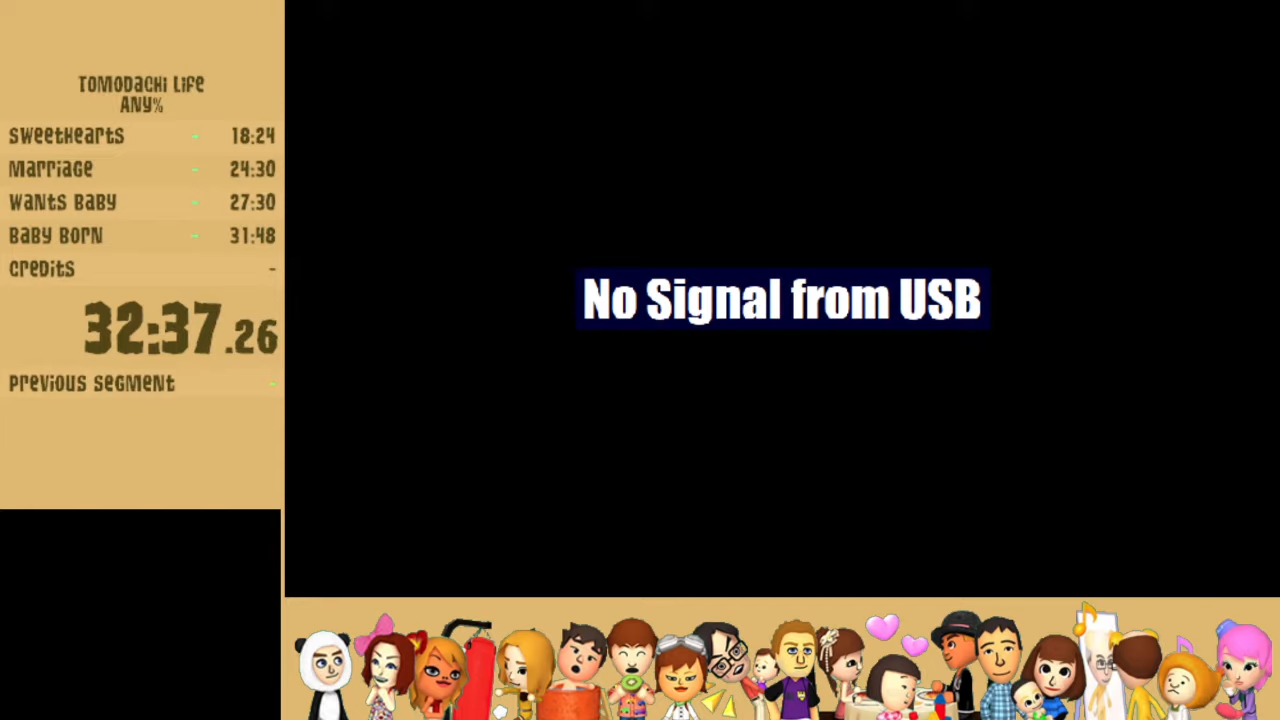 Tomodachi Life
Any%
Sweethearts - 18:24
Marriage - 24:30
Wants Baby - 27:30
Baby Born - 31:48
Credits -
32:37.26
Previous Segment -
No Signal from USB